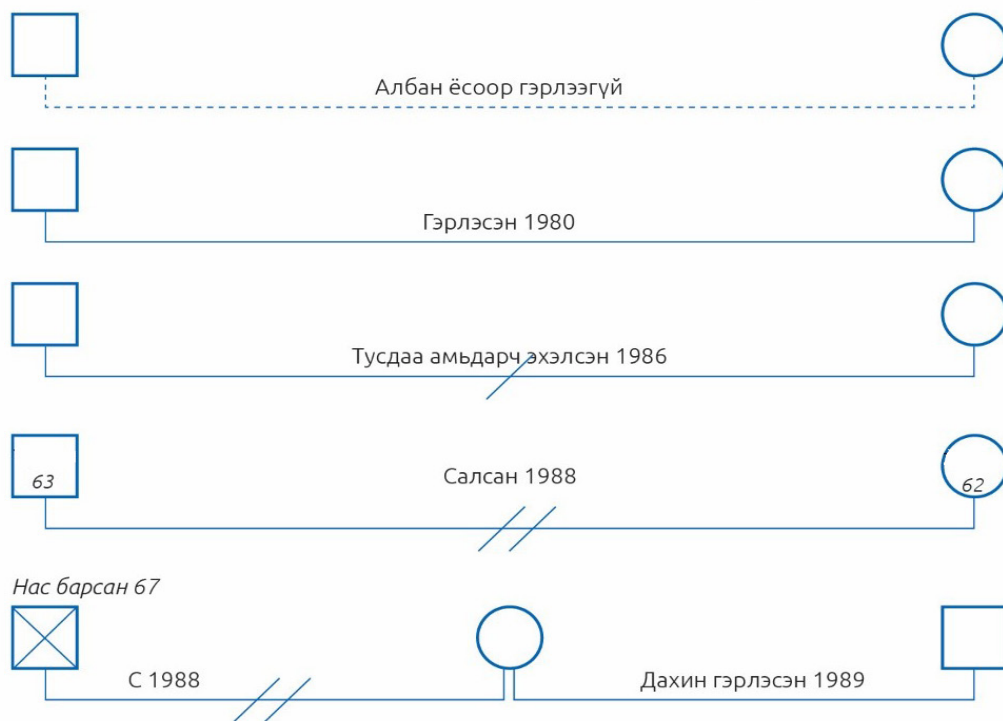 Албан ёсоор гэрлээгүй
Гэрлэсэн 1980
Тусдаа амьдарч эхэлсэн 1986
63
Салсан 1988
62
Нас барсан 67
С 1988
Дахин гэрлэсэн 1989